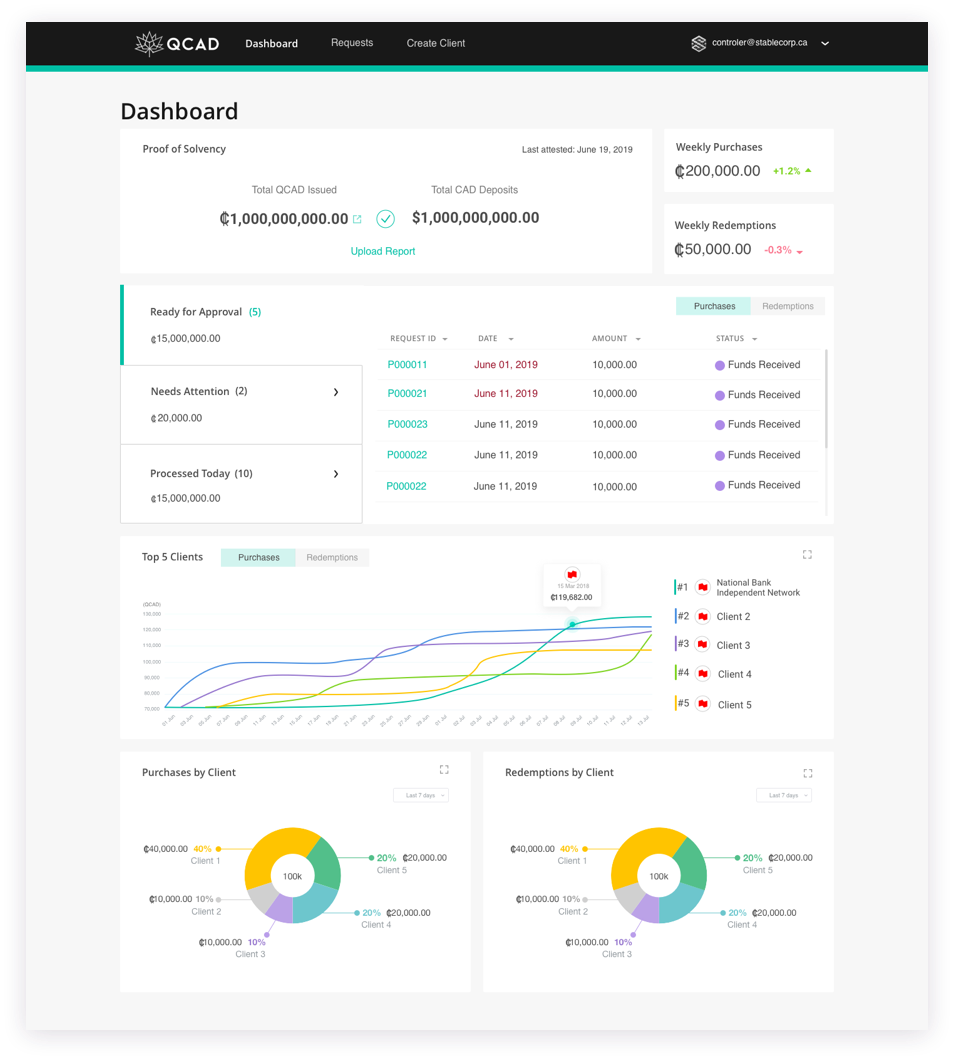 QCAD Dashboard Requests Create Client controler@stablecorp.ca
Dashboard
Proof of Solvency Last attested: June 19, 2019
Total QCAD Issued Total CAD Deposits
₵1,000,000,000.00 $1,000,000,000.00
Upload Report
Weekly Purchases
₵200,000.00 +1.2%
Weekly Redemptions
₵50,000.00 -0.3%
Ready for Approval (5)
₵15,000,000.00
Needs Attention (2)
₵20,000.00
Processed Today (10)
₵15,000,000.00
Purchases Redemptions
REQUEST ID DATE AMOUNT STATUS
P000011 June 01, 2019 10,000.00 Funds Received
P000021 June 11, 2019 10,000.00 Funds Received
P000023 June 11, 2019 10,000.00 Funds Received
P000022 June 11, 2019 10,000.00 Funds Received
P000022 June 11, 2019 10,000.00 Funds Received
Top 5 Clients Purchases Redemptions
15 Mar 2018
₵119,682.00
(QCAD)
130,000
120,000
110,000
100,000
90,000
80,000
70,000
#1 National Bank
Independent Network
#2 Client 2
#3 Client 3
#4 Client 4
#5 Client 5
Purchases by Client
Last 7 days
₵40,000.00 40%
Client 1
₵10,000.00 10%
Client 2
₵10,000.00 10%
Client 3
100k
20% ₵20,000.00
Client 5
20% ₵20,000.00
Client 4
Redemptions by Client
Last 7 days
₵40,000.00 40%
Client 1
₵10,000.00 10%
Client 2
₵10,000.00 10%
Client 3
100k
20% ₵20,000.00
Client 5
20% ₵20,000.00
Client 4